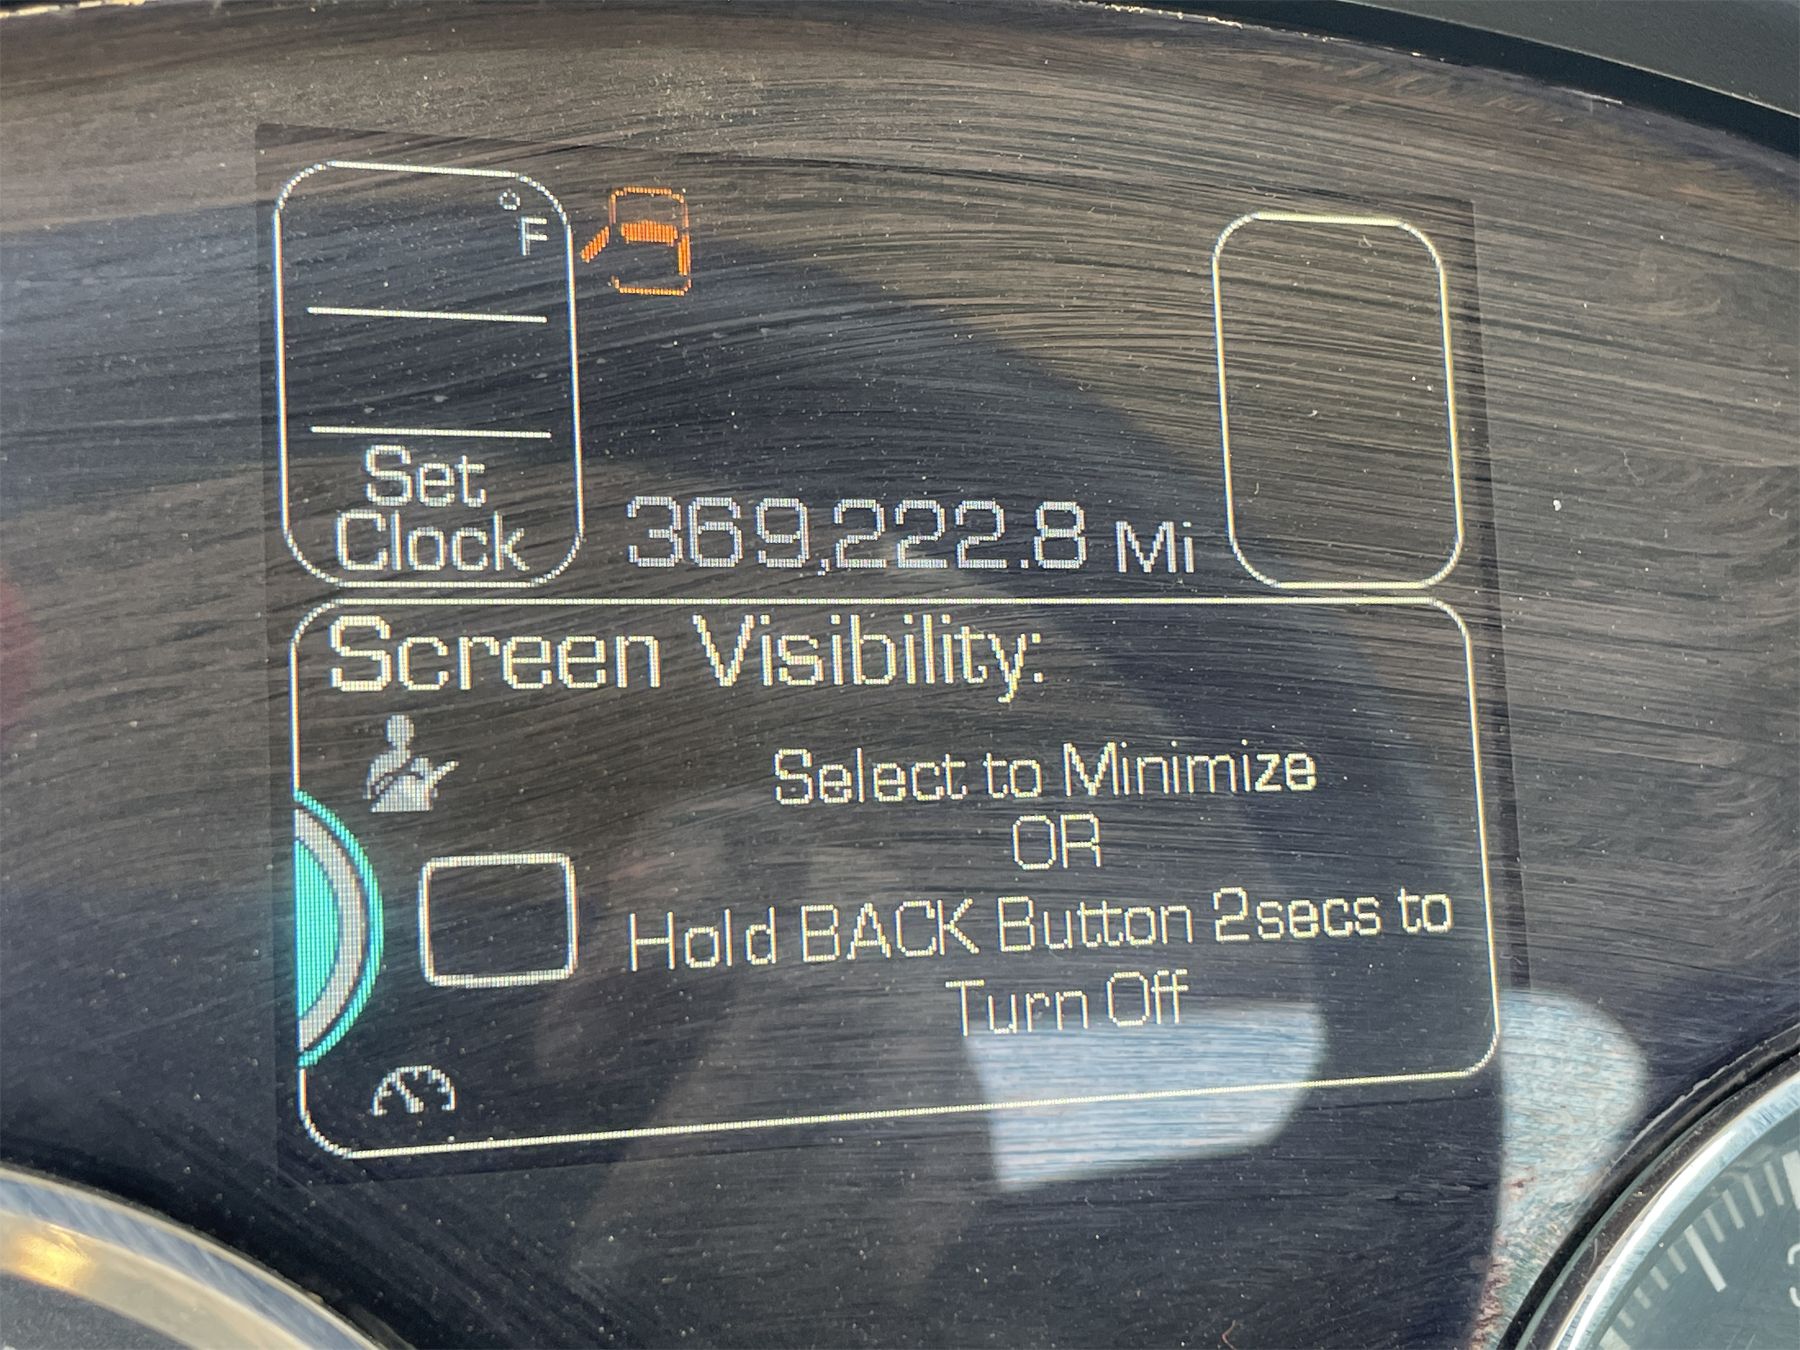 °F
Set
Clock
369,222.8 Mi
Screen Visibility:
Select to Minimize
OR
Hold BACK Button 2secs to
Turn Off